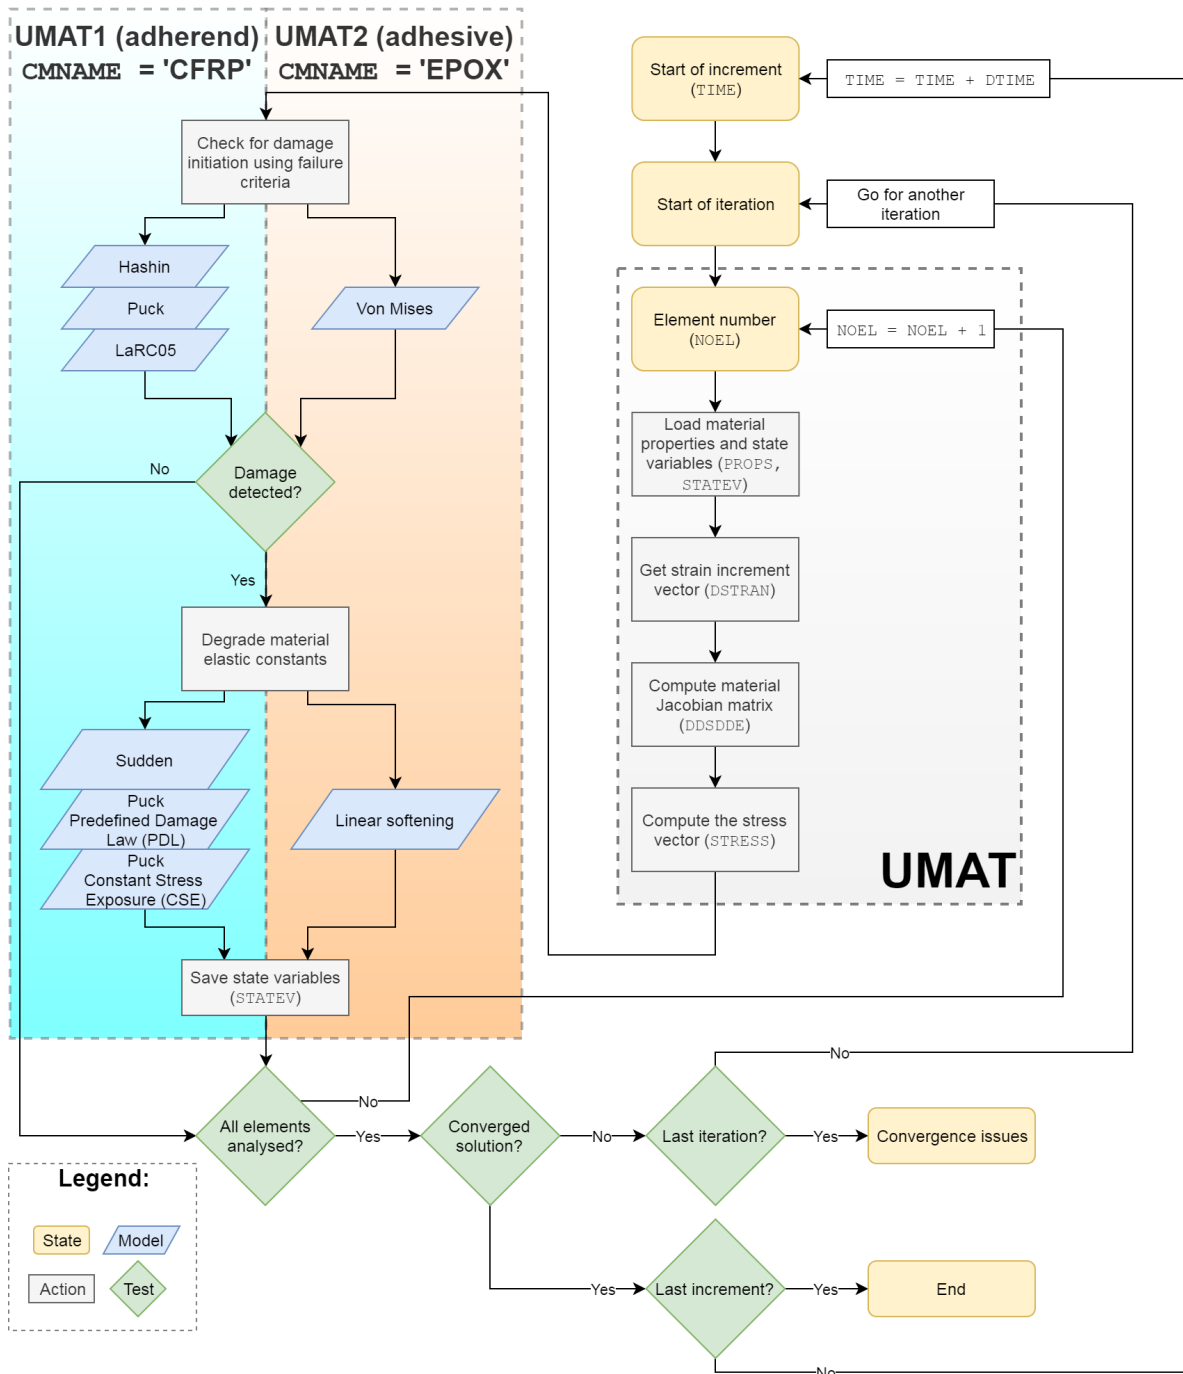 UMAT1 (adherend)
CMNAME = 'CFRP'
UMAT2 (adhesive)
CMNAME = 'EPOX'
Check for damage
initiation using failure
criteria
Hashin
Puck
LaRC05
Von Mises
No
Damage
detected?
Yes
Degrade material
elastic constants
Sudden
Puck
Predefined Damage
Law (PDL)
Puck
Constant Stress
Exposure (CSE)
Linear softening
Save state variables
(STATEV)
Start of increment
(TIME)
TIME = TIME + DTIME
Start of iteration
Go for another
iteration
Element number
(NOEL)
NOEL = NOEL + 1
Load material
properties and state
variables (PROPS,
STATEV)
Get strain increment
vector (DSTRAN)
Compute material
Jacobian matrix
(DDSDDE)
Compute the stress
vector (STRESS)
UMAT
All elements
analysed?
No
Yes
Converged
solution?
No
Last iteration?
No
Yes
Convergence issues
Yes
Last increment?
Yes
End
No
Legend:
State
Model
Action
Test